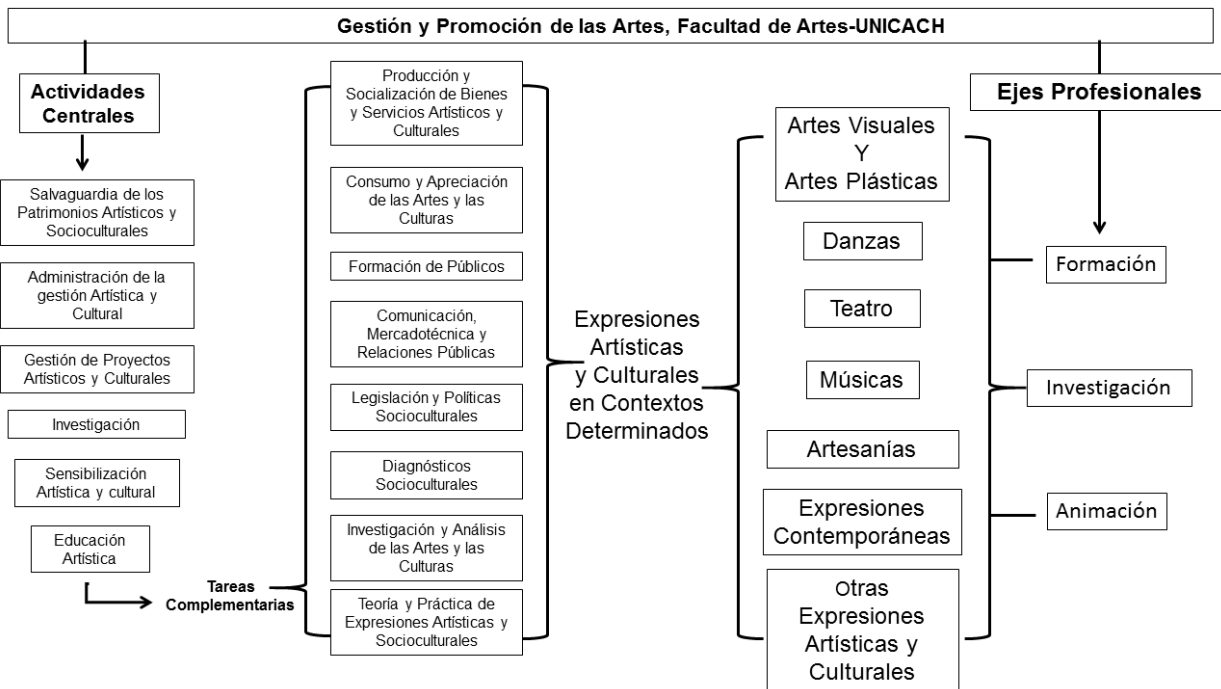 Gestión y Promoción de las Artes, Facultad de Artes-UNICACH
Actividades
Centrales
Salvaguardia de los
Patrimonios Artísticos y
Socioculturales
Administración de la
gestión Artística y
Cultural
Gestión de Proyectos
Artísticos y Culturales
Investigación
Sensibilización
Artística y cultural
Educación
Artística
Tareas
Complementarias
Producción y
Socialización de Bienes
y Servicios Artísticos y
Culturales
Consumo y Apreciación
de las Artes y las
Culturas
Formación de Públicos
Comunicación,
Mercadotécnica y
Relaciones Públicas
Legislación y Políticas
Socioculturales
Diagnósticos
Socioculturales
Investigación y Análisis
de las Artes y las
Culturas
Teoría y Práctica de
Expresiones Artísticas y
Socioculturales
Expresiones
Artísticas
y Culturales
en Contextos
Determinados
Artes Visuales
Y
Artes Plásticas
Danzas
Teatro
Músicas
Artesanías
Expresiones
Contemporáneas
Otras
Expresiones
Artísticas y
Culturales
Ejes Profesionales
Formación
Investigación
Animación